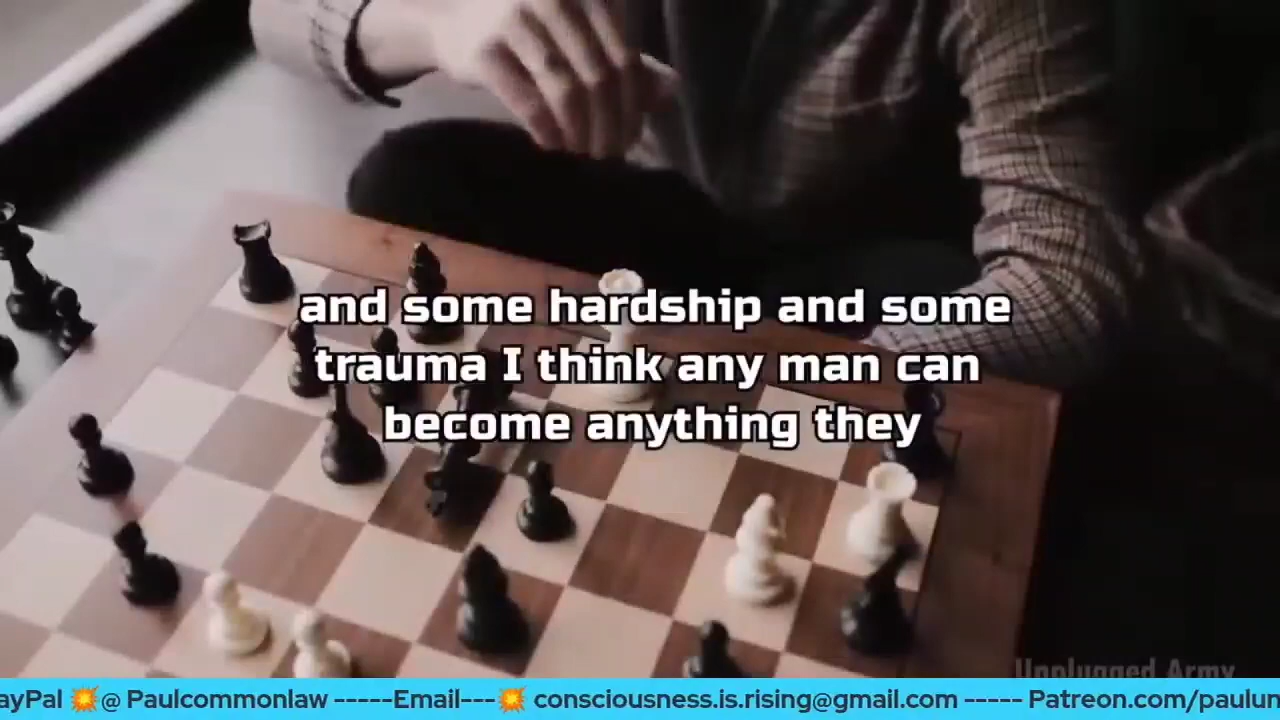 and some hardship and some
trauma I think any man can
become anything they
Unplugged Army
ayPal 💥@ Paulcommonlaw -----Email---💥 consciousness.is.rising@gmail.com ----- Patreon.com/paulun